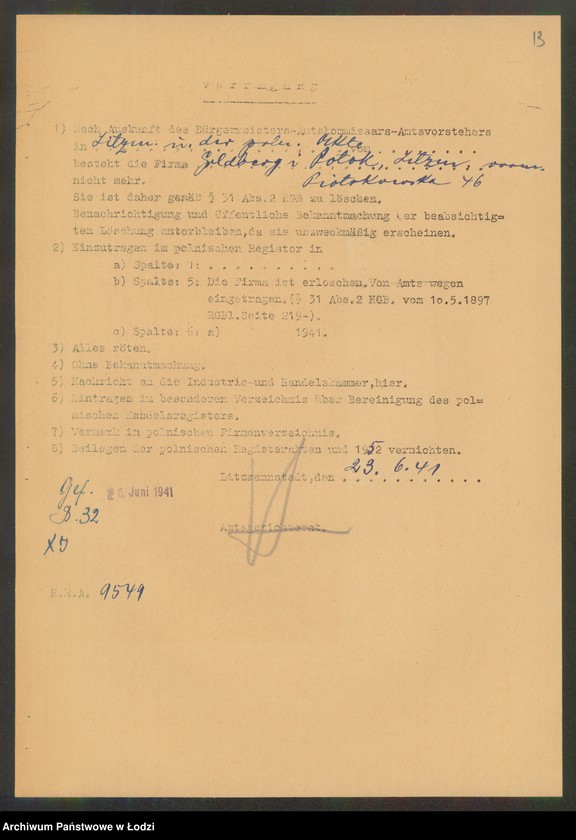 13
Verfügung
1) Nach Auskunft des Bürgermeisters-Amtskommissars-Amtsvorstehers
in Litzm. u. der poln. Akte vom
besteht die Firma Goldberg i Potok, Litzm. vorm.
nicht mehr. Piotrkowska 46
Sie ist daher gemäß § 31 Abs.2 HGB zu löschen.
Benachrichtigung und Öffentliche Bekanntmachung der beabsichtig=
ten Löschung unterbleiben,da sie unzweckmäßig erscheinen.
2) Einzutragen im polnischen Register in
a) Spalte: 1: . . . . . . . . . . .
b) Spalte: 5: Die Firma ist erloschen.Von Amts wegen
eingetragen.(§ 31 Abs.2 HGB. vom 10.5.1897
RGBl.Seite 219-).
c) Spalte: 6: a) 1941.
3) Alles röten.
4) Ohne Bekanntmachung.
5) Nachricht an die Industrie-und Handelskammer,hier.
6) Eintragen im besonderen Verzeichnis über Bereinigung des pol=
nischen Handelsregisters.
7) Vermerk im polnischen Firmenverzeichnis.
8) Beilagen der polnischen Registerakten und 1952 vernichten.
Litzmannstadt,den 23. 6. 41
Gef. 26. Juni 1941
D. 32
Amtsgerichtsrat.
H.R.A. 9549
Archiwum Państwowe w Łodzi